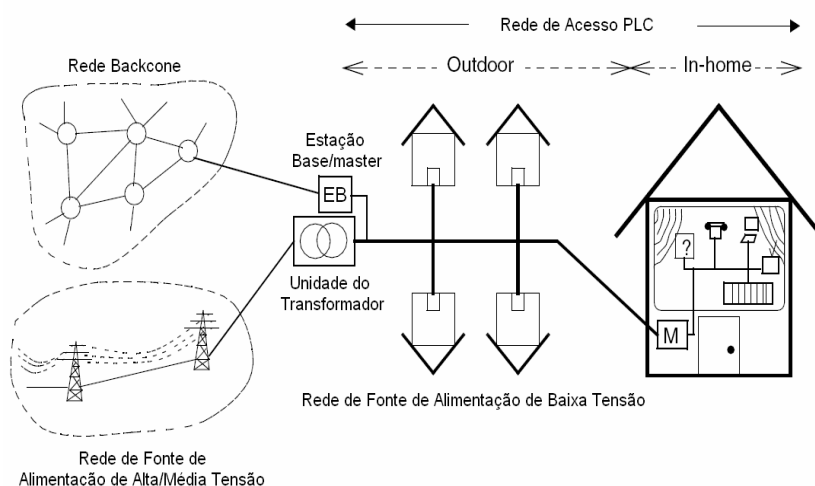 Rede de Acesso PLC
Outdoor
In-home
Rede Backcone
Estação
Base/master
EB
Unidade do
Transformador
?
M
Rede de Fonte de Alimentação de Baixa Tensão
Rede de Fonte de
Alimentação de Alta/Média Tensão